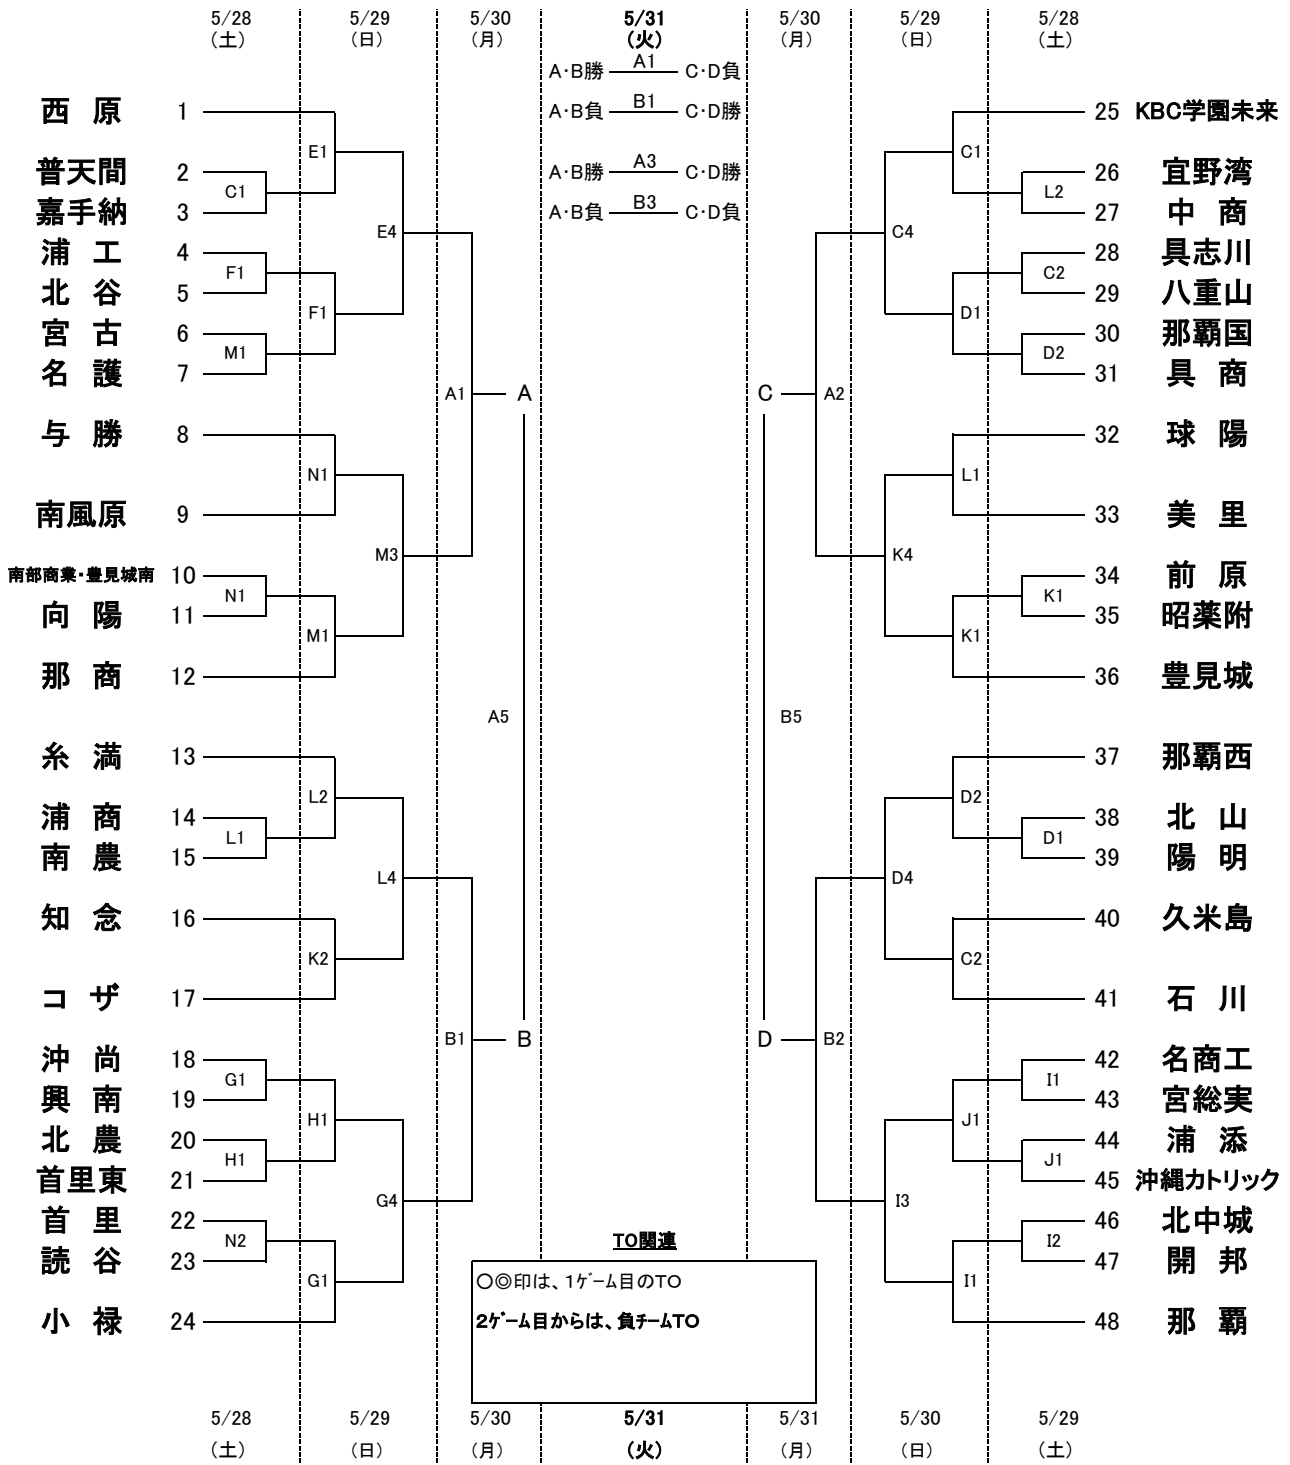 5/28 5/29 5/30 5/31 5/30 5/29 5/28
(土) (日) (月) (火) (月) (日) (土)
A・B勝 A1 C・D負
A・B負 B1 C・D勝
A・B勝 A3 C・D勝
A・B負 B3 C・D負
西 原 1
E1
普天間 2
C1
嘉手納 3
E4
浦 工 4
F1
北 谷 5
F1
宮 古 6
M1
名 護 7
A1 A
与 勝 8
N1
南風原 9
M3
南部商業・豊見城南 10
N1
向 陽 11
M1
那 商 12
A5
糸 満 13
L2
浦 商 14
L1
南 農 15
L4
知 念 16
K2
コ ザ 17
B1 B
沖 尚 18
G1
興 南 19
H1
北 農 20
H1
首里東 21
G4
首 里 22
N2
読 谷 23
G1
小 禄 24
25 KBC学園未来
C1
26 宜野湾
L2
27 中 商
C4
28 具志川
C2
29 八重山
D1
30 那覇国
D2
31 具 商
C A2
32 球 陽
L1
33 美 里
K4
34 前 原
K1
35 昭薬附
K1
36 豊見城
B5
37 那覇西
D2
38 北 山
D1
39 陽 明
D4
40 久米島
C2
41 石 川
D B2
42 名商工
I1
43 宮総実
J1
44 浦 添
J1
45 沖縄カトリック
I3
46 北中城
I2
47 開 邦
I1
48 那 覇
TO関連
○◎印は、1ｹﾞｰﾑ目のTO
2ｹﾞｰﾑ目からは、負ﾁｰﾑTO
5/28 5/29 5/30 5/31 5/31 5/30 5/29
(土) (日) (月) (火) (月) (日) (土)